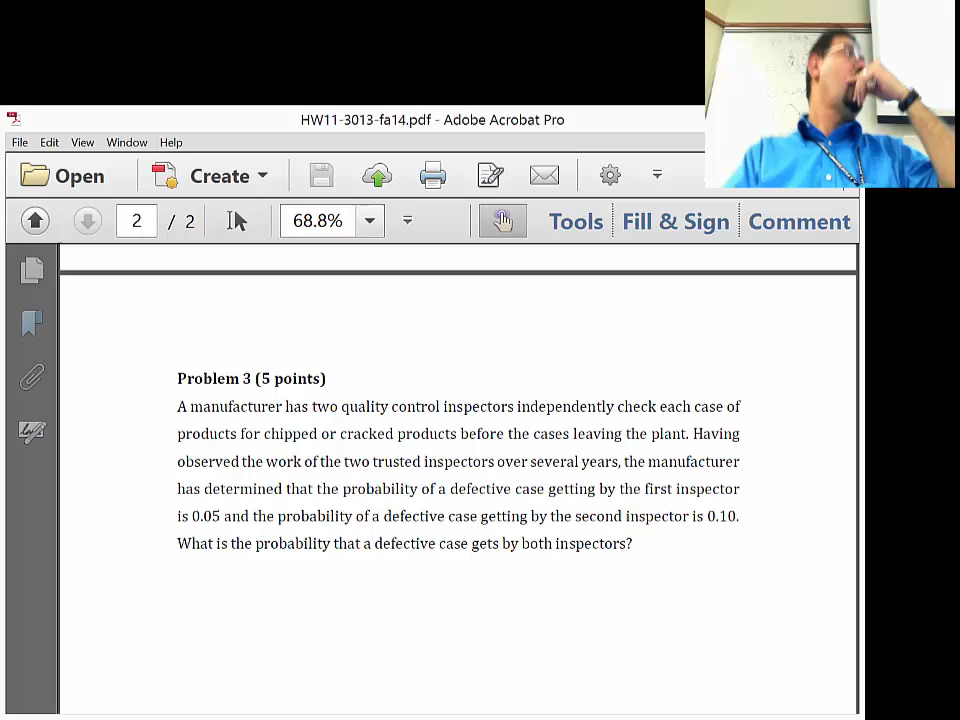 HW11-3013-fa14.pdf - Adobe Acrobat Pro
File Edit View Window Help
Open Create
2 / 2 68.8% Tools Fill & Sign Comment
Problem 3 (5 points)
A manufacturer has two quality control inspectors independently check each case of
products for chipped or cracked products before the cases leaving the plant. Having
observed the work of the two trusted inspectors over several years, the manufacturer
has determined that the probability of a defective case getting by the first inspector
is 0.05 and the probability of a defective case getting by the second inspector is 0.10.
What is the probability that a defective case gets by both inspectors?